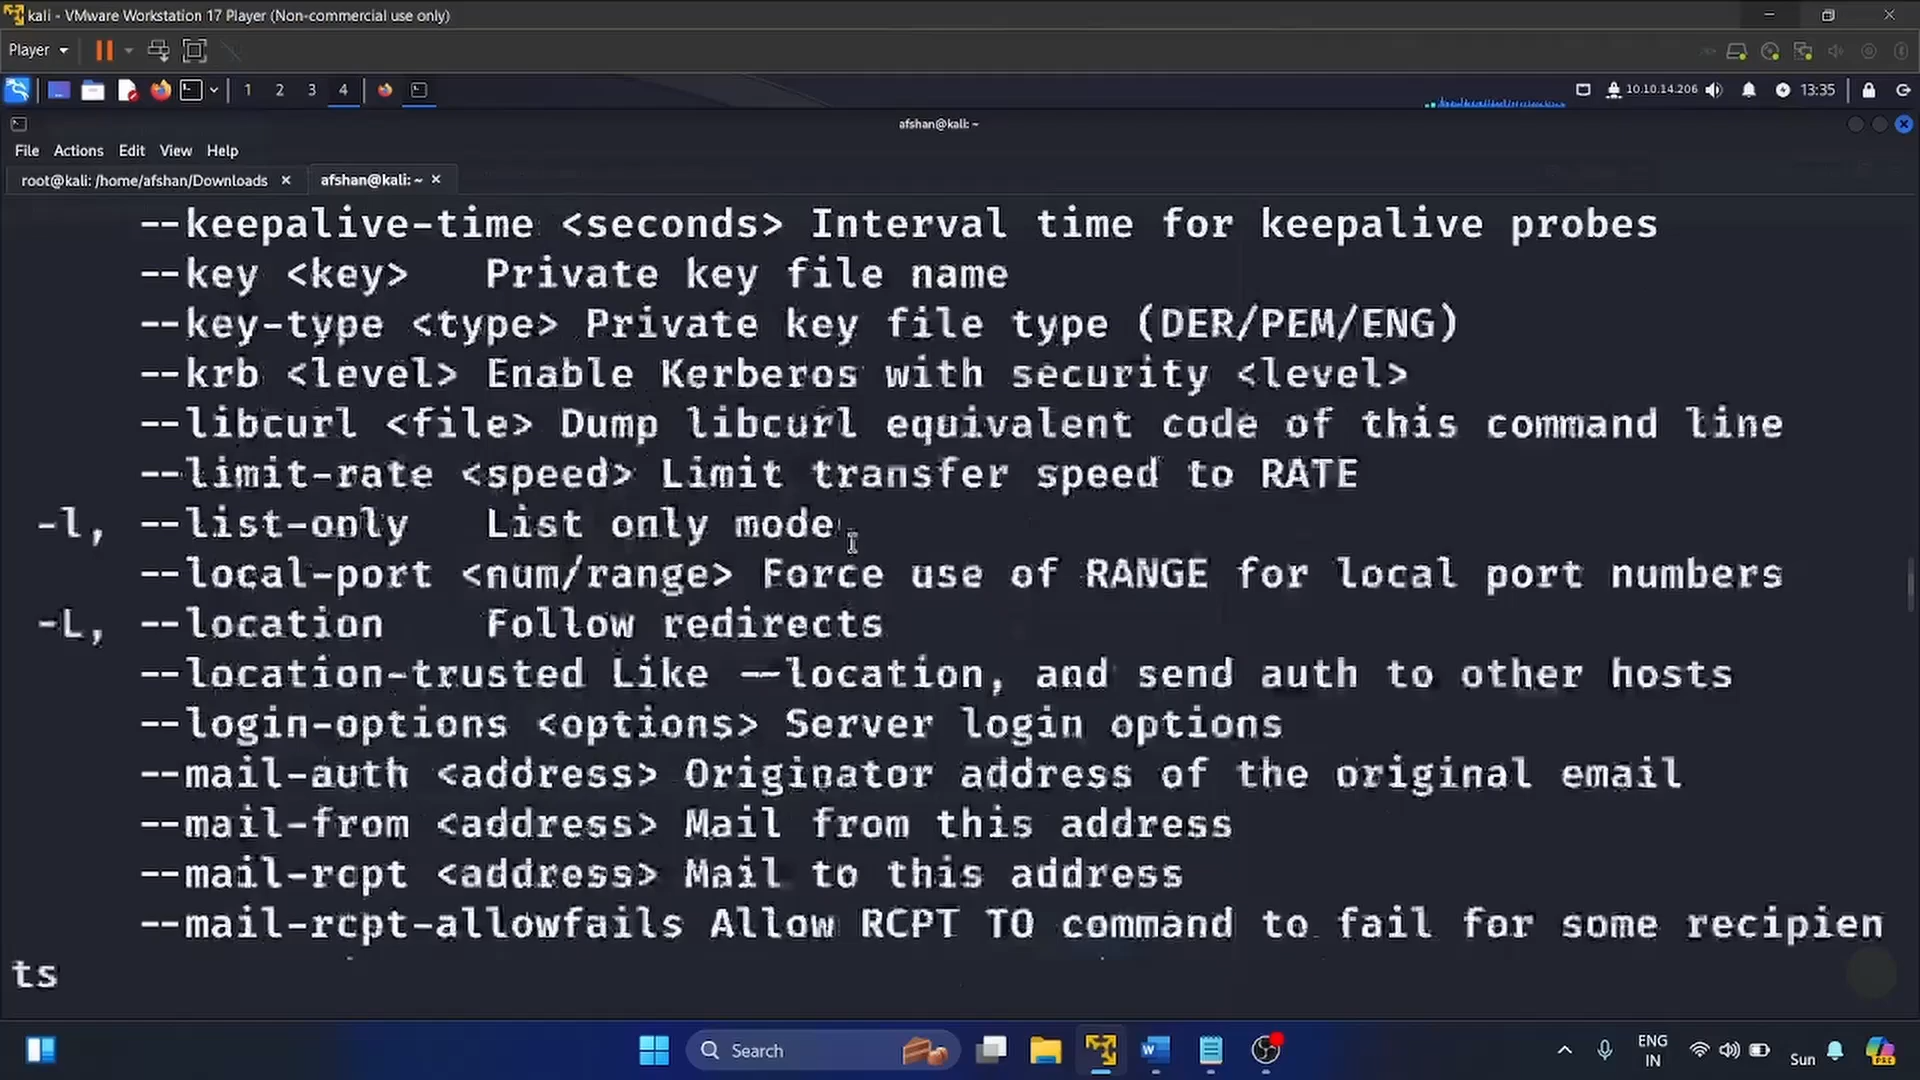 kali - VMware Workstation 17 Player (Non-commercial use only)
Player
1 2 3 4
10.10.14.206
13:35
afshan@kali: ~
File Actions Edit View Help
root@kali: /home/afshan/Downloads
afshan@kali: ~
--keepalive-time <seconds> Interval time for keepalive probes
--key <key>   Private key file name
--key-type <type> Private key file type (DER/PEM/ENG)
--krb <level> Enable Kerberos with security <level>
--libcurl <file> Dump libcurl equivalent code of this command line
--limit-rate <speed> Limit transfer speed to RATE
-l, --list-only   List only mode
--local-port <num/range> Force use of RANGE for local port numbers
-L, --location    Follow redirects
--location-trusted Like --location, and send auth to other hosts
--login-options <options> Server login options
--mail-auth <address> Originator address of the original email
--mail-from <address> Mail from this address
--mail-rcpt <address> Mail to this address
--mail-rcpt-allowfails Allow RCPT TO command to fail for some recipien
ts
Search
ENG
IN
Sun